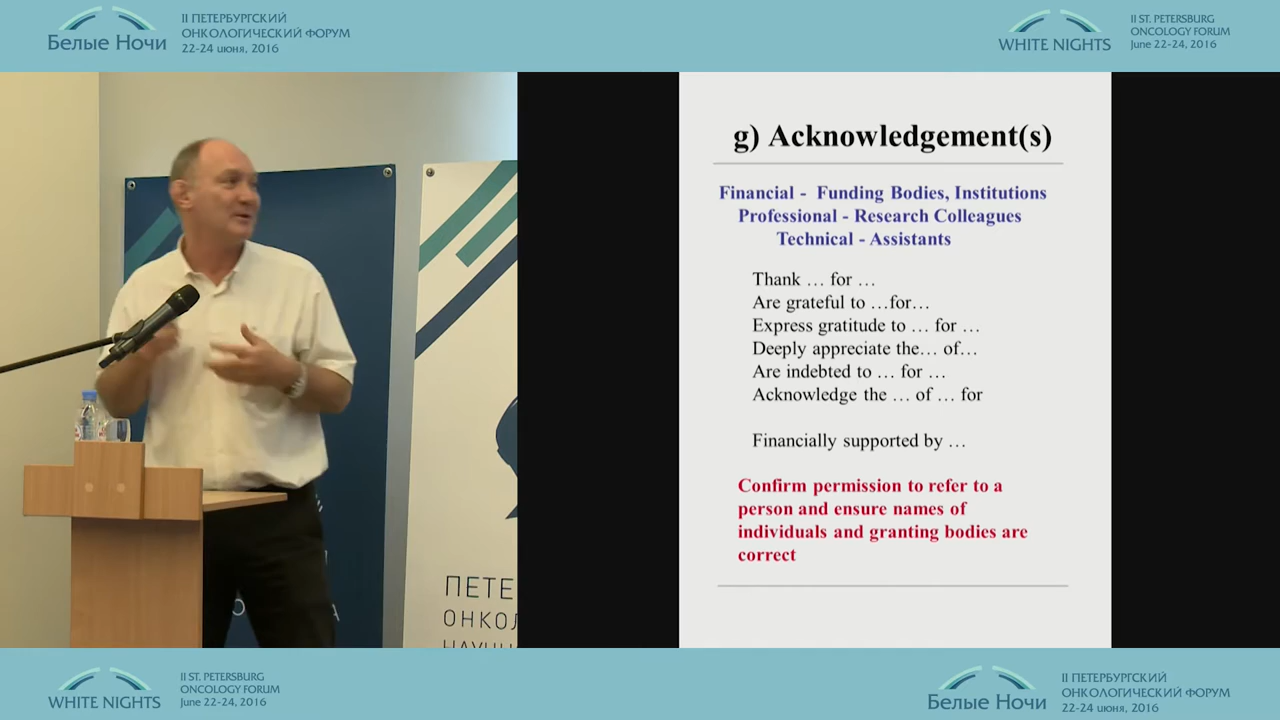 Белые Ночи
II ПЕТЕРБУРГСКИЙ
ОНКОЛОГИЧЕСКИЙ ФОРУМ
22-24 июня, 2016
WHITE NIGHTS
II ST. PETERSBURG
ONCOLOGY FORUM
June 22-24, 2016
g) Acknowledgement(s)
Financial - Funding Bodies, Institutions
Professional - Research Colleagues
Technical - Assistants
Thank … for …
Are grateful to …for…
Express gratitude to … for …
Deeply appreciate the… of…
Are indebted to … for …
Acknowledge the … of … for
Financially supported by …
Confirm permission to refer to a
person and ensure names of
individuals and granting bodies are
correct
ПЕТЕ
ОНКОЛ
WHITE NIGHTS
II ST. PETERSBURG
ONCOLOGY FORUM
June 22-24, 2016
Белые Ночи
II ПЕТЕРБУРГСКИЙ
ОНКОЛОГИЧЕСКИЙ ФОРУМ
22-24 июня, 2016